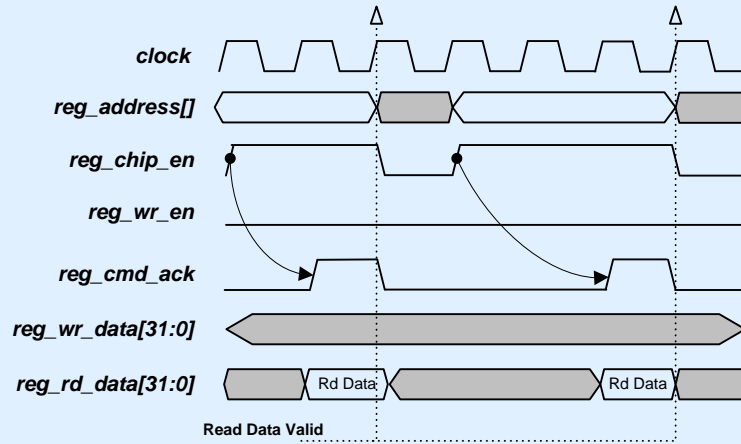 clock
reg_address[]
reg_chip_en
reg_wr_en
reg_cmd_ack
reg_wr_data[31:0]
reg_rd_data[31:0]
Rd Data
Rd Data
Read Data Valid